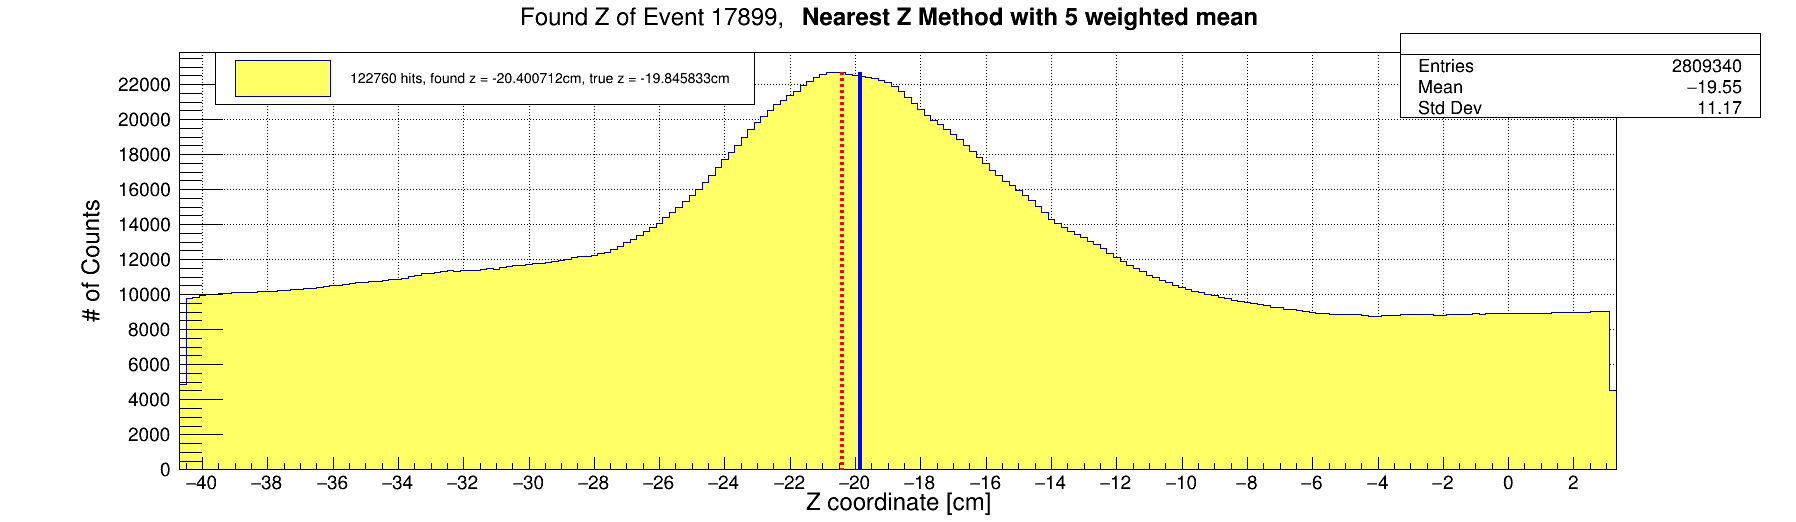 Found Z of Event 17899, Nearest Z Method with 5 weighted mean
122760 hits, found z = -20.400712cm, true z = -19.845833cm
Entries 2809340
Mean −19.55
Std Dev 11.17
# of Counts
22000
20000
18000
16000
14000
12000
10000
8000
6000
4000
2000
0
−40 −38 −36 −34 −32 −30 −28 −26 −24 −22 −20 −18 −16 −14 −12 −10 −8 −6 −4 −2 0 2
Z coordinate [cm]